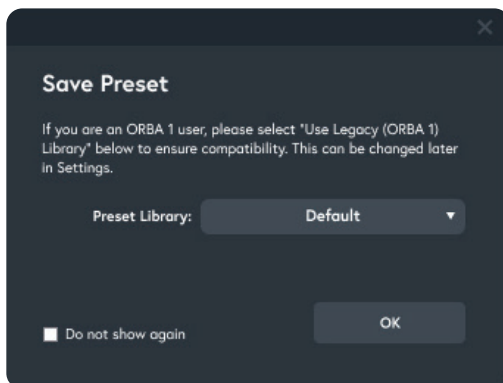 Save Preset
If you are an ORBA 1 user, please select "Use Legacy (ORBA 1)
Library" below to ensure compatibility. This can be changed later
in Settings.
Preset Library:
Default
Do not show again
OK